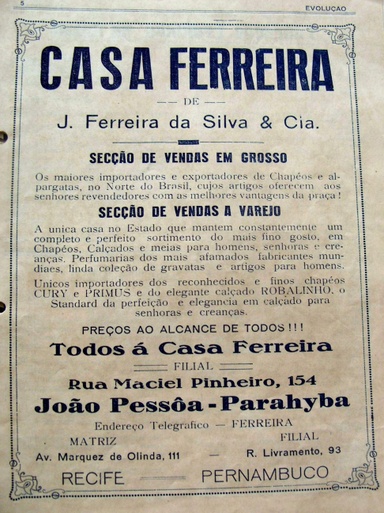 5
EVOLUÇAO
CASA FERREIRA
DE
J. Ferreira da Silva & Cia.
SECÇÃO DE VENDAS EM GROSSO
Os maiores importadores e exportadores de Chapéos e al-
pargatas, no Norte do Brasil, cujos artigos oferecem aos
senhores revendedores com as melhores vantagens da praça !
SECÇÃO DE VENDAS A VAREJO
A unica casa no Estado que mantem constantemente um
completo e perfeito sortimento do mais fino gosto, em
Chapéos, Calçados e meias para homens, senhoras e cre-
anças. Perfumarias dos mais afamados fabricantes mun-
diaes, linda coleção de gravatas e artigos para homens.
Unicos importadores dos reconhecidos e finos chapéos
CURY e PRIMUS e do elegante calçado ROBALINHO, o
Standard da perfeição e elegancia em calçado para
senhoras e creanças.
PREÇOS AO ALCANCE DE TODOS ! ! !
Todos á Casa Ferreira
FILIAL
Rua Maciel Pinheiro, 154
João Pessôa - Parahyba
Endereço Telegrafico — FERREIRA
MATRIZ FILIAL
Av. Marquez de Olinda, 111 — R. Livramento, 93
RECIFE PERNAMBUCO